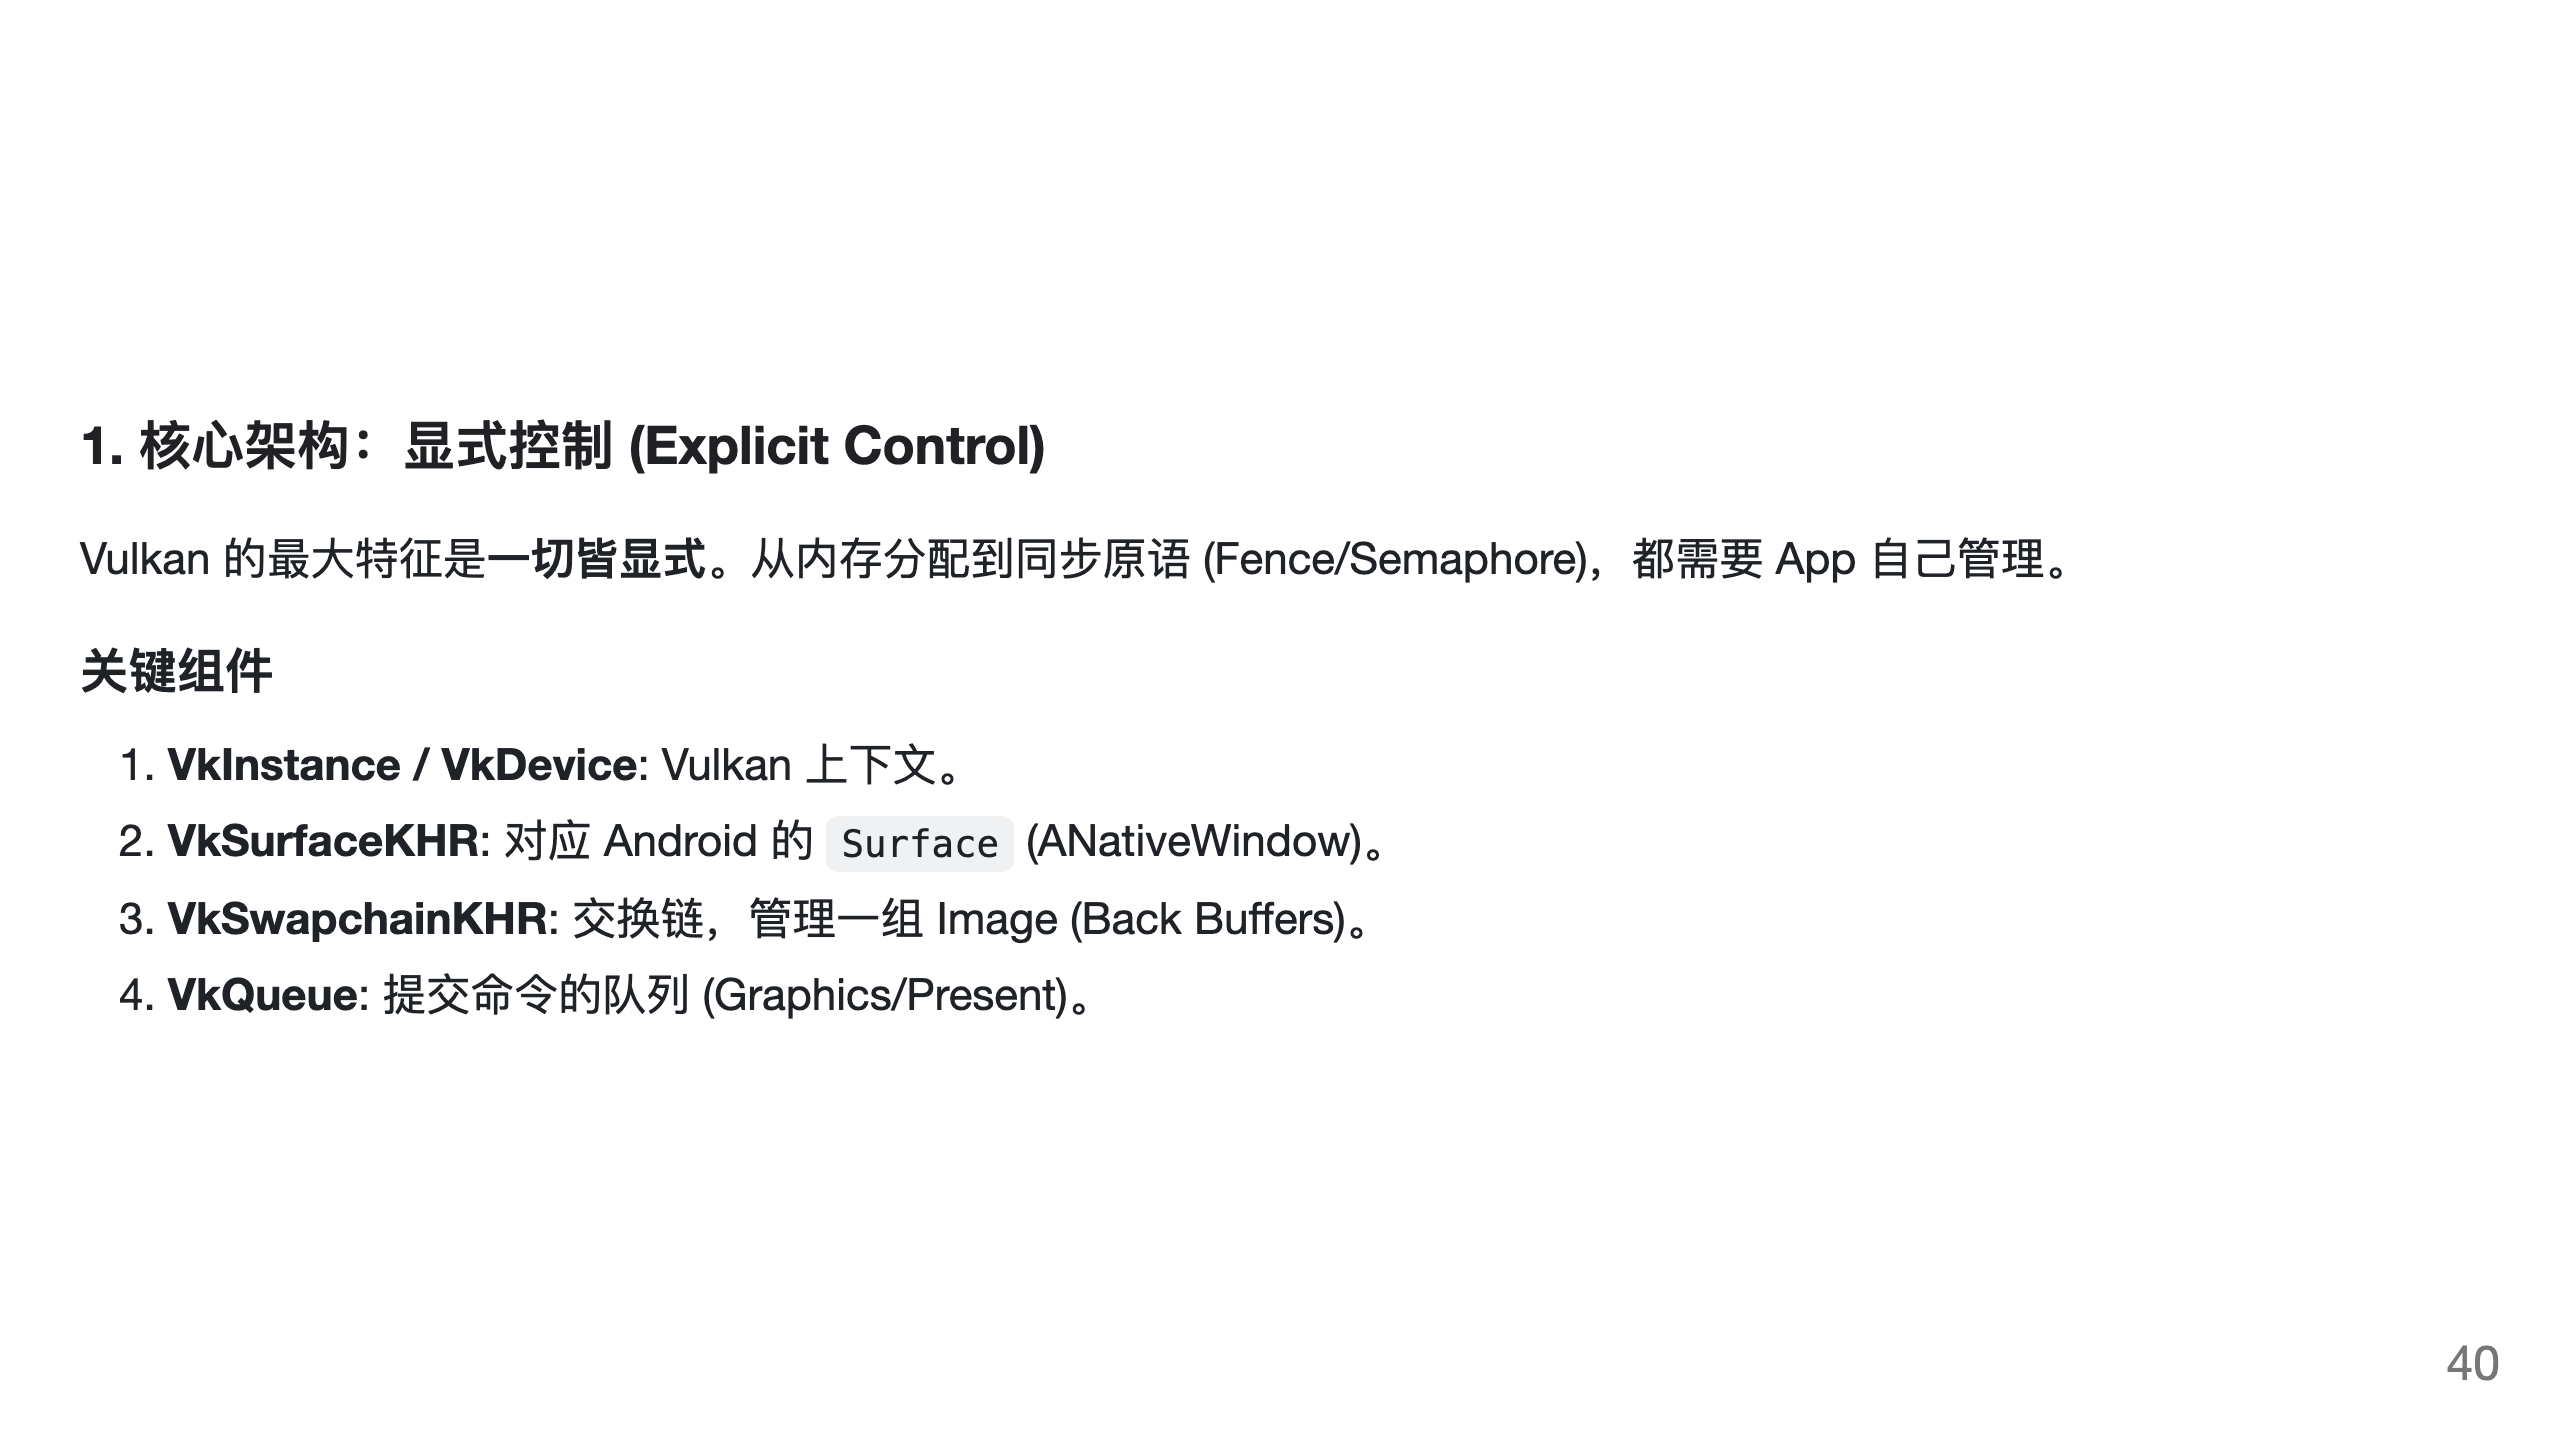 1. 核心架构：显式控制 (Explicit Control)
Vulkan 的最大特征是一切皆显式。从内存分配到同步原语 (Fence/Semaphore)，都需要 App 自己管理。
关键组件
1. VkInstance / VkDevice: Vulkan 上下文。
2. VkSurfaceKHR: 对应 Android 的 Surface (ANativeWindow)。
3. VkSwapchainKHR: 交换链，管理一组 Image (Back Buffers)。
4. VkQueue: 提交命令的队列 (Graphics/Present)。
40